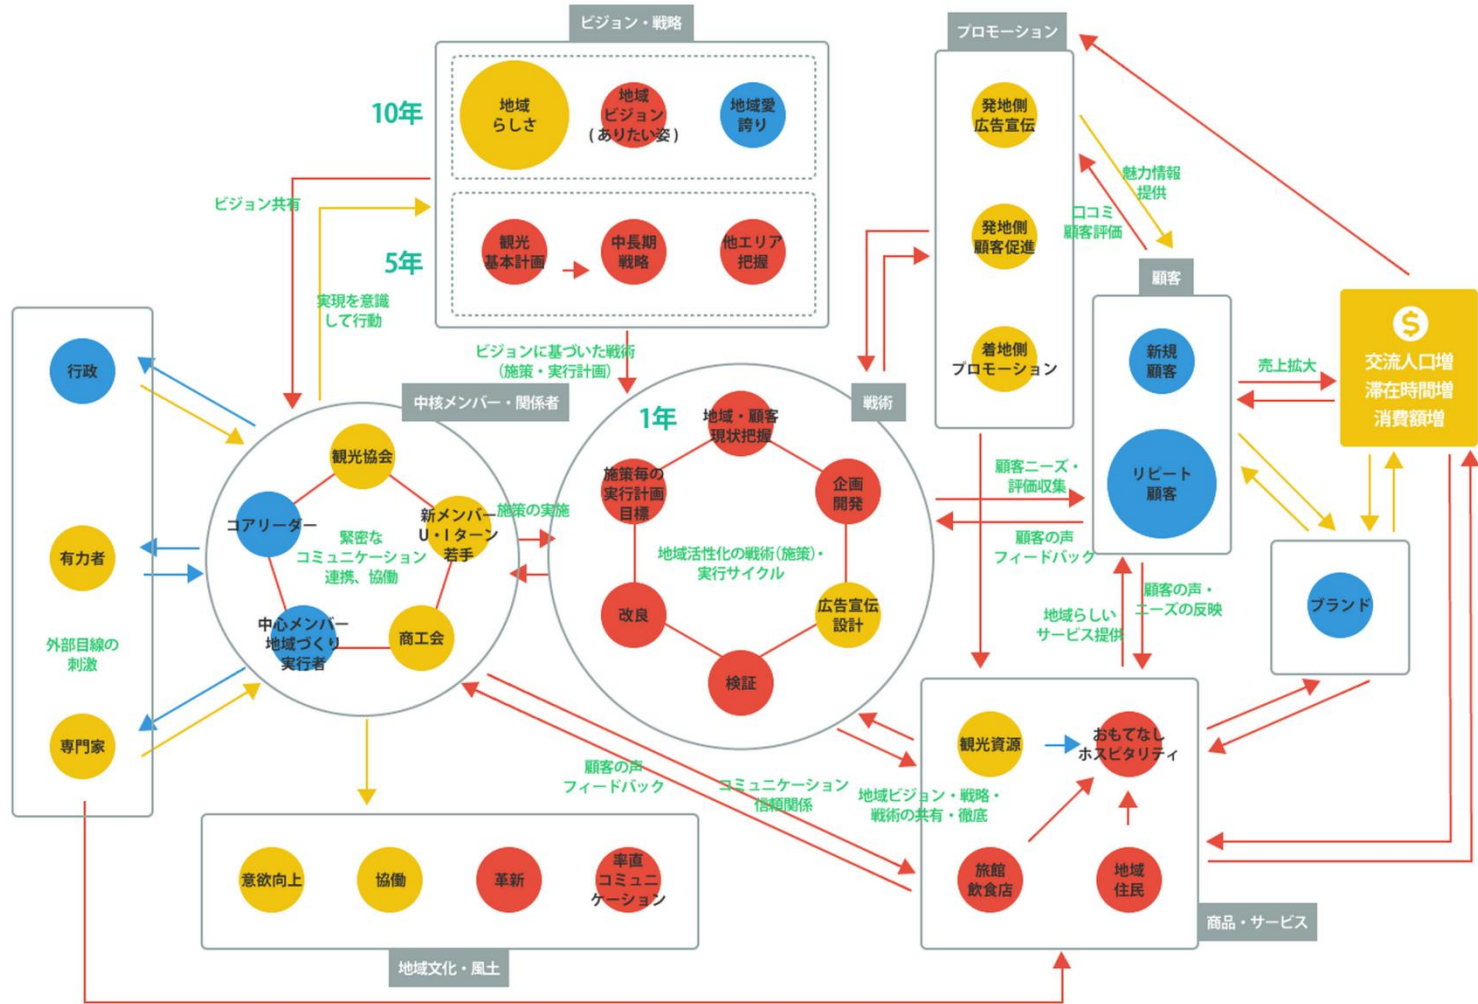 ビジョン・戦略
10年
地域
らしさ
地域
ビジョン
(ありたい姿)
地域愛
誇り
5年
観光
基本計画
中長期
戦略
他エリア
把握
ビジョン共有
実現を意識
して行動
ビジョンに基づいた戦術
(施策・実行計画)
プロモーション
発地側
広告宣伝
発地側
顧客促進
着地側
プロモーション
魅力情報
提供
口コミ
顧客評価
顧客
新規
顧客
リピート
顧客
売上拡大
$
交流人口増
滞在時間増
消費額増
行政
有力者
外部目線の
刺激
専門家
中核メンバー・関係者
観光協会
コアリーダー
新メンバー
U・Iターン
若手
緊密な
コミュニケーション
連携、協働
中心メンバー
地域づくり
実行者
商工会
施策の実施
戦術
1年
地域・顧客
現状把握
施策毎の
実行計画
目標
企画
開発
地域活性化の戦術(施策)・
実行サイクル
改良
広告宣伝
設計
検証
顧客ニーズ・
評価収集
顧客の声
フィードバック
地域らしい
サービス提供
顧客の声・
ニーズの反映
ブランド
顧客の声
フィードバック
コミュニケーション
信頼関係
地域ビジョン・戦略・
戦術の共有・徹底
観光資源
おもてなし
ホスピタリティ
旅館
飲食店
地域
住民
商品・サービス
意欲向上
協働
革新
率直
コミュニ
ケーション
地域文化・風土